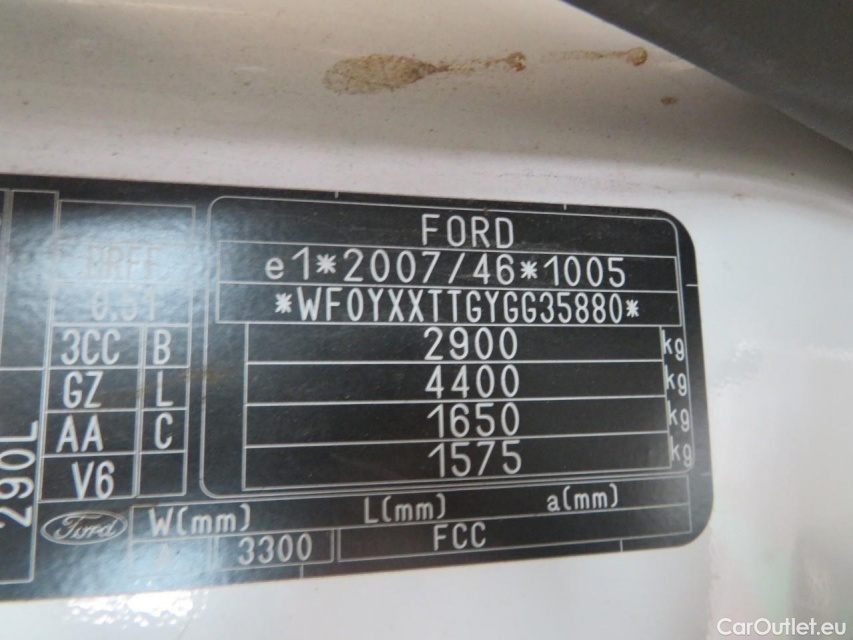 FORD
e1*2007/46*1005
*WF0YXXTTGYGG35880*
3CC B 2900 kg
GZ L 4400 kg
AA C 1650 kg
V6 1575 kg
290L
Ford W(mm) L(mm) a(mm)
A 3300 FCC
CarOutlet.eu